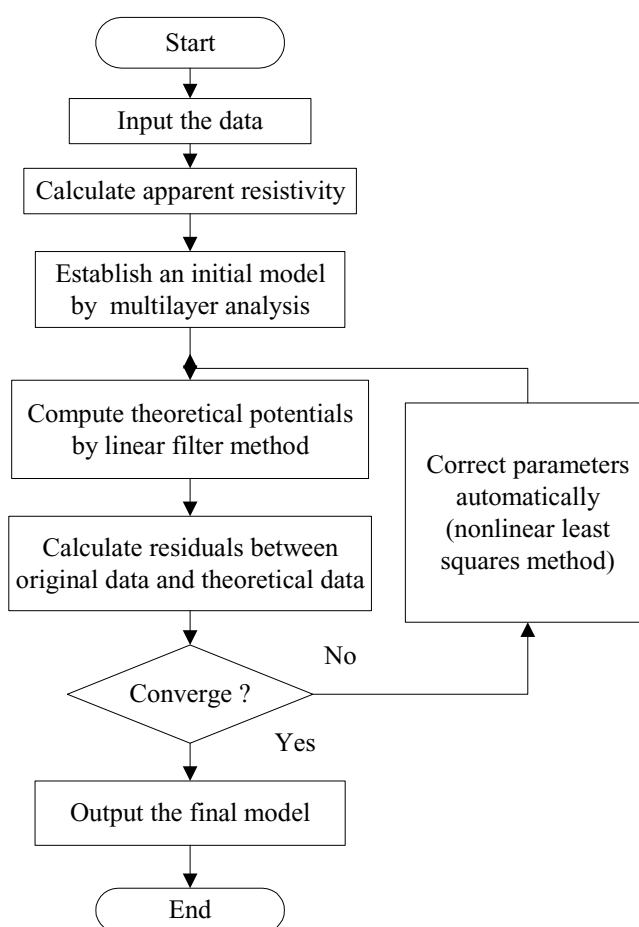 Start
Input the data
Calculate apparent resistivity
Establish an initial model
by multilayer analysis
Compute theoretical potentials
by linear filter method
Correct parameters
automatically
(nonlinear least
squares method)
Calculate residuals between
original data and theoretical data
No
Converge ?
Yes
Output the final model
End